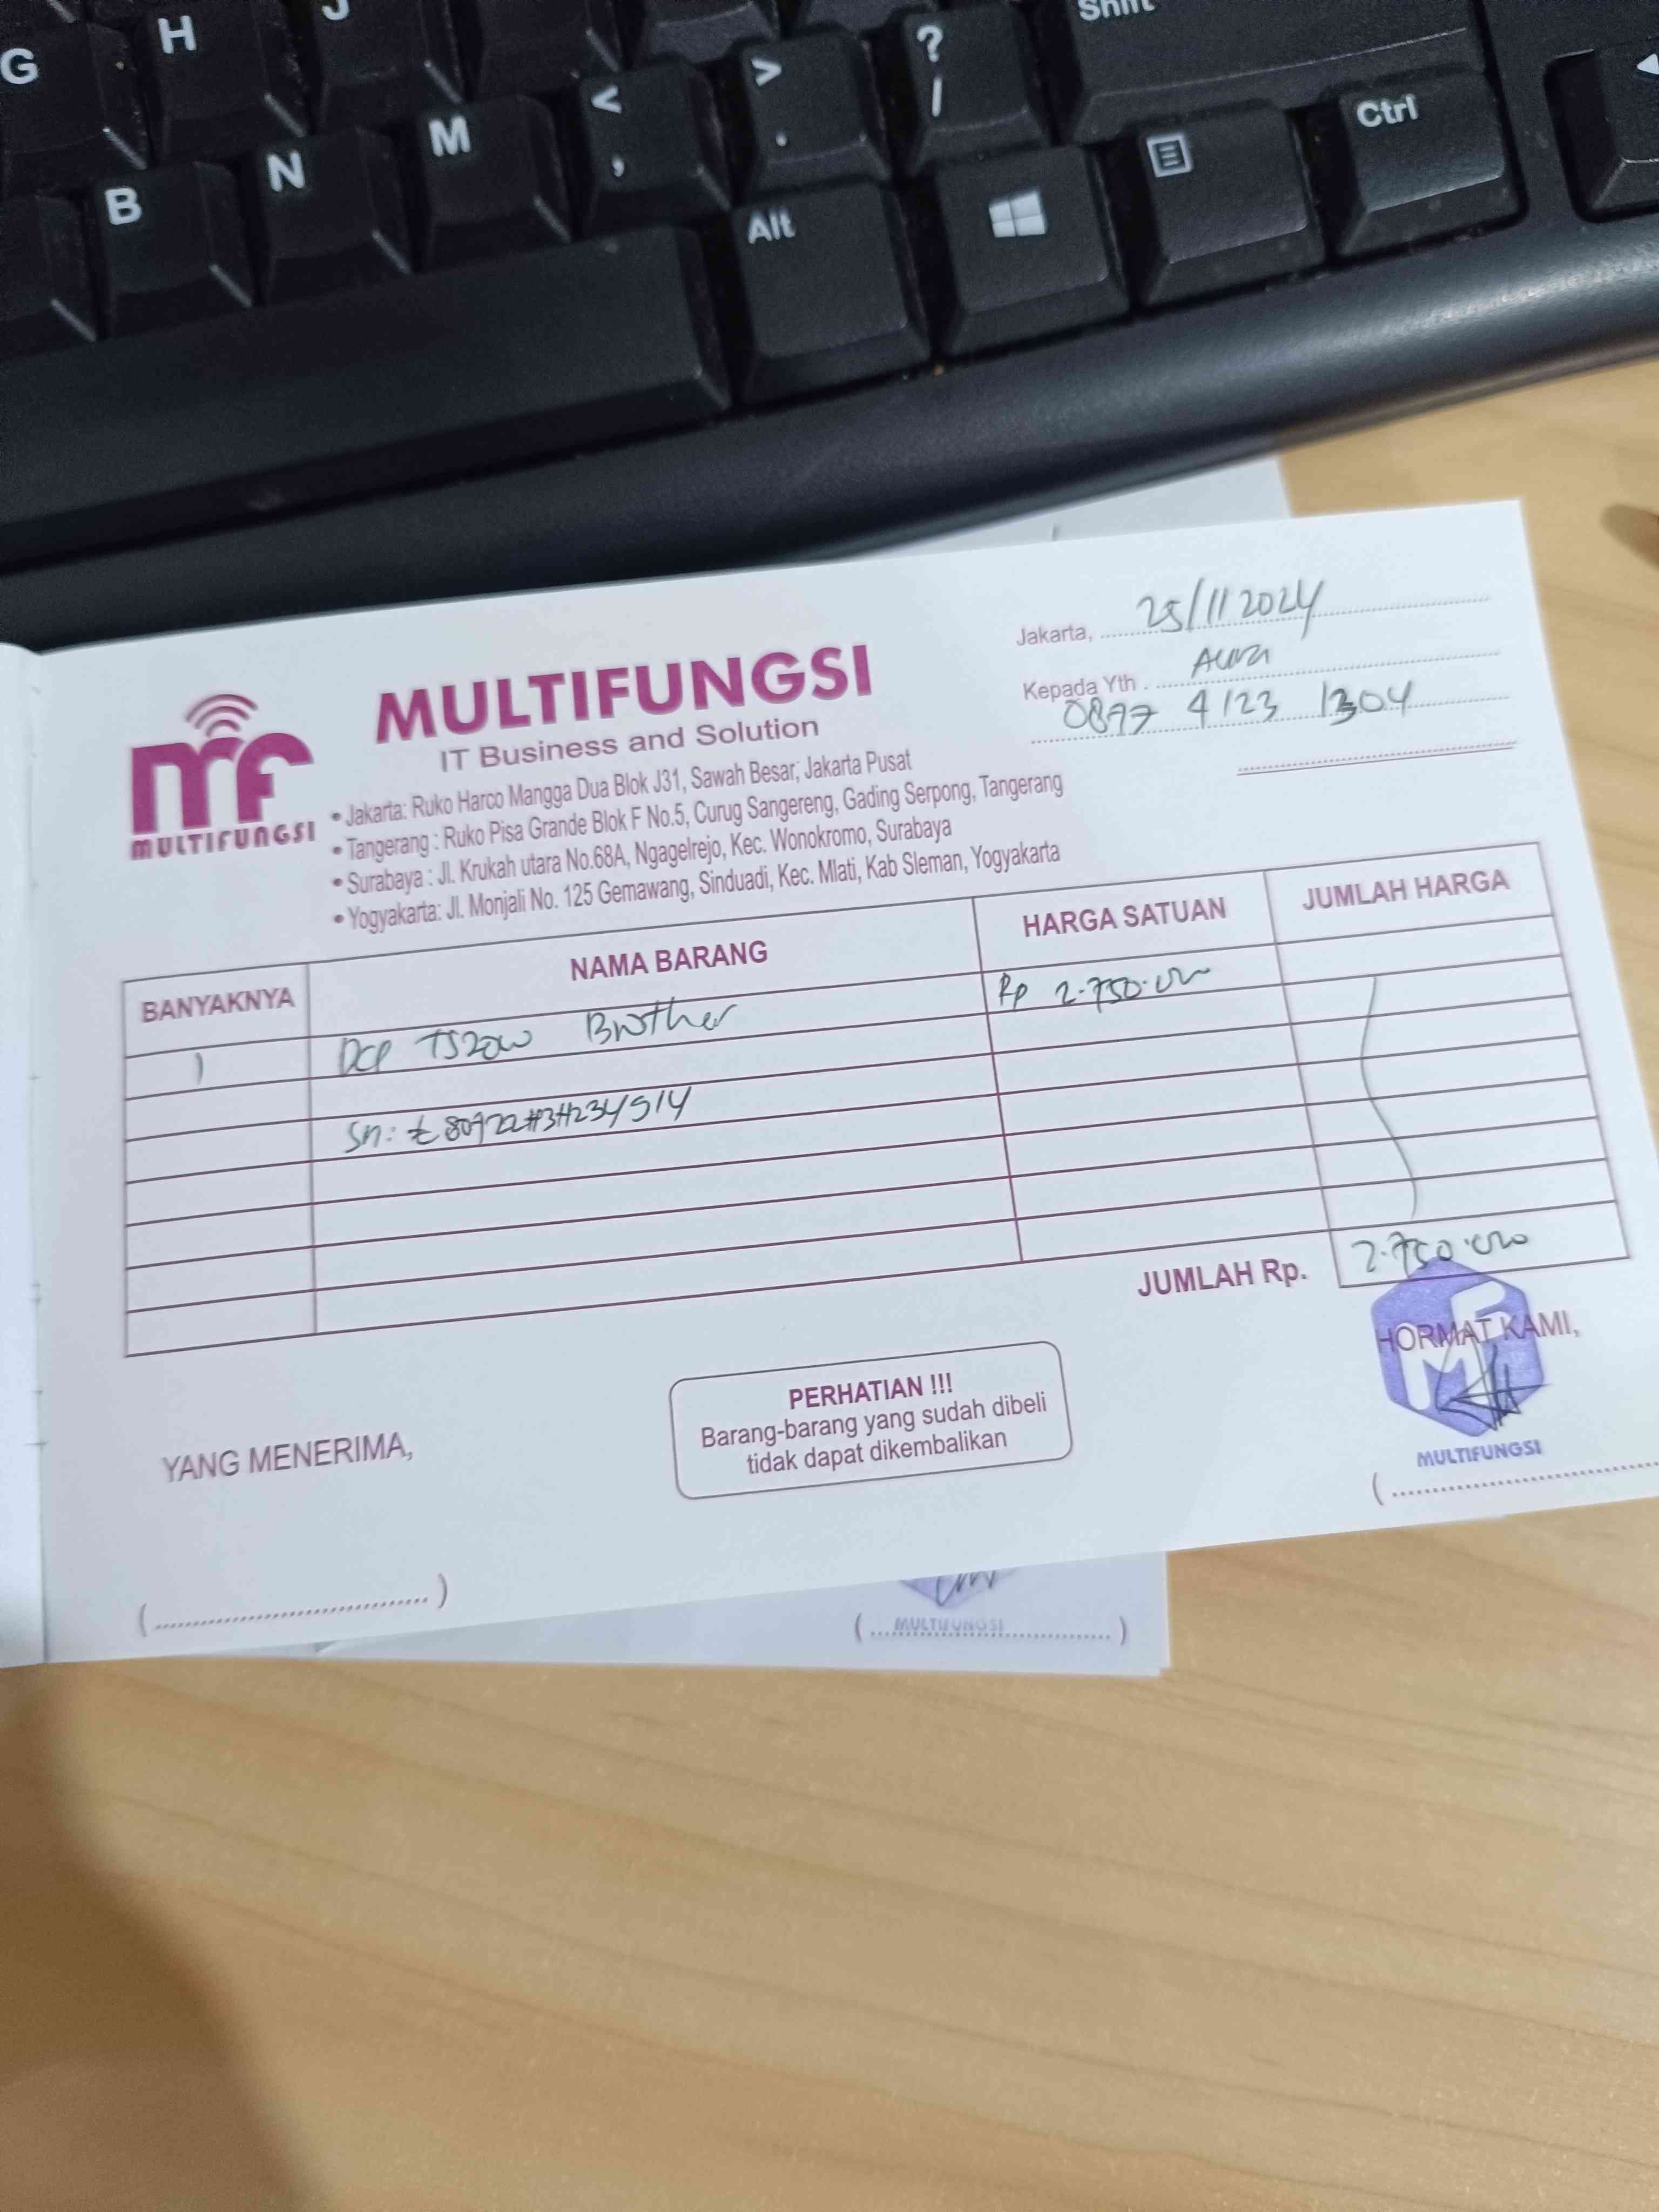 G H J
B N M < , > . ? / Shift
Alt Ctrl
Jakarta, 25/11 2024
Kepada Yth. Aura
0897 4123 1304
mf
MULTIFUNGSI
MULTIFUNGSI
IT Business and Solution
• Jakarta: Ruko Harco Mangga Dua Blok J31, Sawah Besar, Jakarta Pusat
• Tangerang : Ruko Pisa Grande Blok F No.5, Curug Sangereng, Gading Serpong, Tangerang
• Surabaya : Jl. Krukah utara No.68A, Ngagelrejo, Kec. Wonokromo, Surabaya
• Yogyakarta: Jl. Monjali No. 125 Gemawang, Sinduadi, Kec. Mlati, Kab Sleman, Yogyakarta
BANYAKNYA NAMA BARANG HARGA SATUAN JUMLAH HARGA
1 DCP T520W Brother Rp 2.750.000
Sn:
JUMLAH Rp. 2.750.000
HORMAT KAMI,
MF
MULTIFUNGSI
YANG MENERIMA,
PERHATIAN !!!
Barang-barang yang sudah dibeli
tidak dapat dikembalikan
MULTIFUNGSI